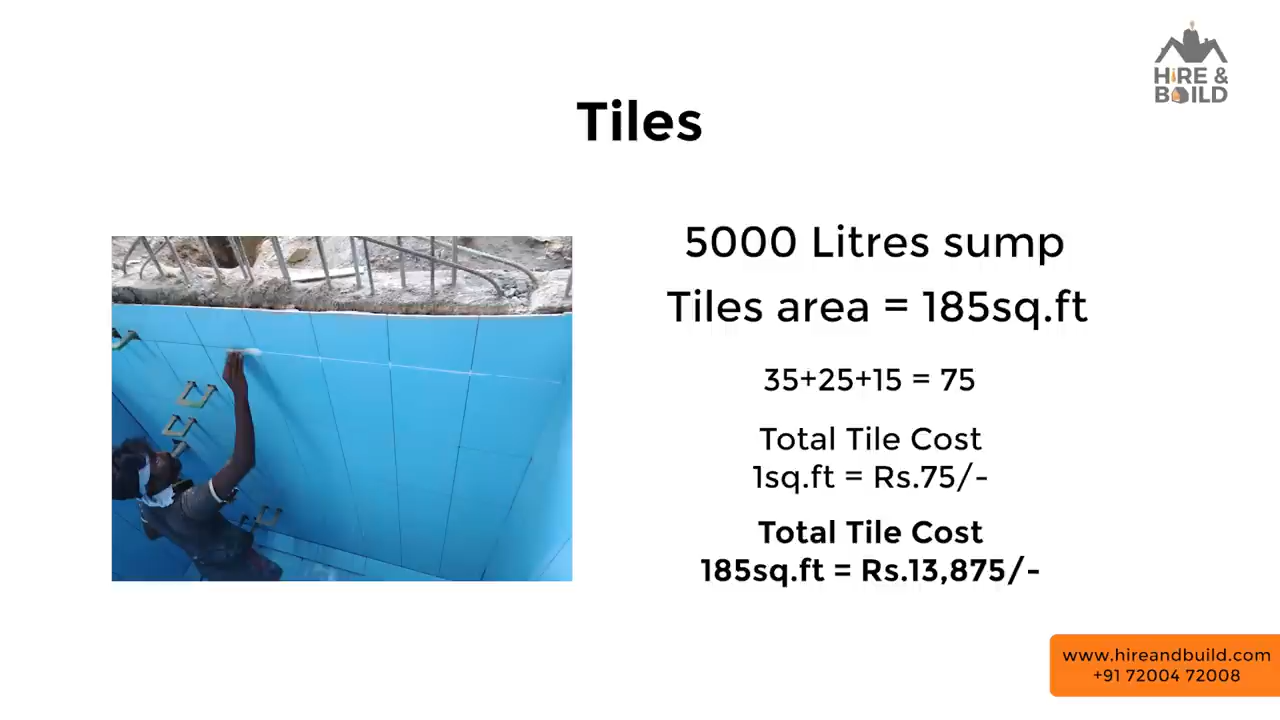 HiRE &
BUILD
Tiles
5000 Litres sump
Tiles area = 185sq.ft
35+25+15 = 75
Total Tile Cost
1sq.ft = Rs.75/-
Total Tile Cost
185sq.ft = Rs.13,875/-
www.hireandbuild.com
+91 72004 72008